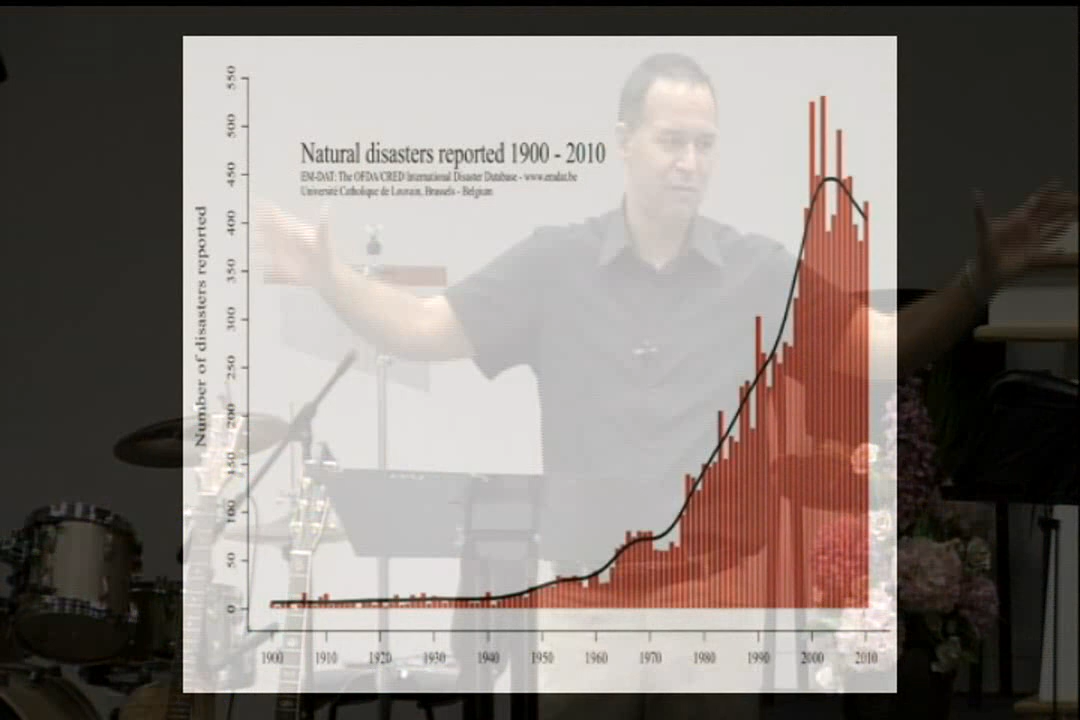 Natural disasters reported 1900 - 2010
EM-DAT: The OFDA/CRED International Disaster Database - www.emdat.be
Université Catholique de Louvain, Brussels - Belgium
Number of disasters reported
550
500
450
400
350
300
250
200
150
100
50
0
1900 1910 1920 1930 1940 1950 1960 1970 1980 1990 2000 2010